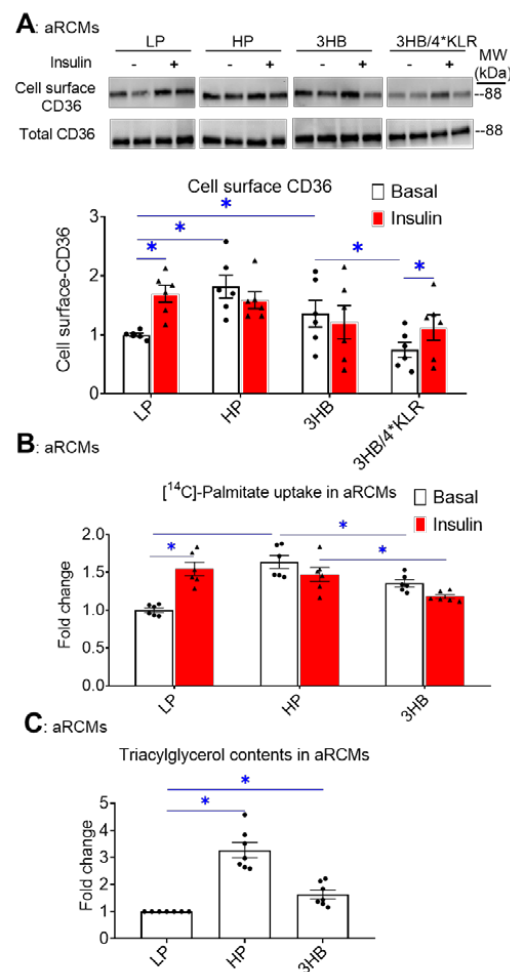 A: aRCMs
LP HP 3HB 3HB/4*KLR
MW
(kDa)
Insulin - + - + - + - +
Cell surface
CD36
--88
Total CD36
--88
Cell surface CD36
Basal
Insulin
Cell surface-CD36
3
2
1
0
LP
HP
3HB
3HB/4*KLR
* * * * *
B: aRCMs
[14C]-Palmitate uptake in aRCMs
Basal
Insulin
Fold change
2.0
1.5
1.0
0.0
LP
HP
3HB
* * *
C: aRCMs
Triacylglycerol contents in aRCMs
Fold change
5
4
3
2
1
0
LP
HP
3HB
* *